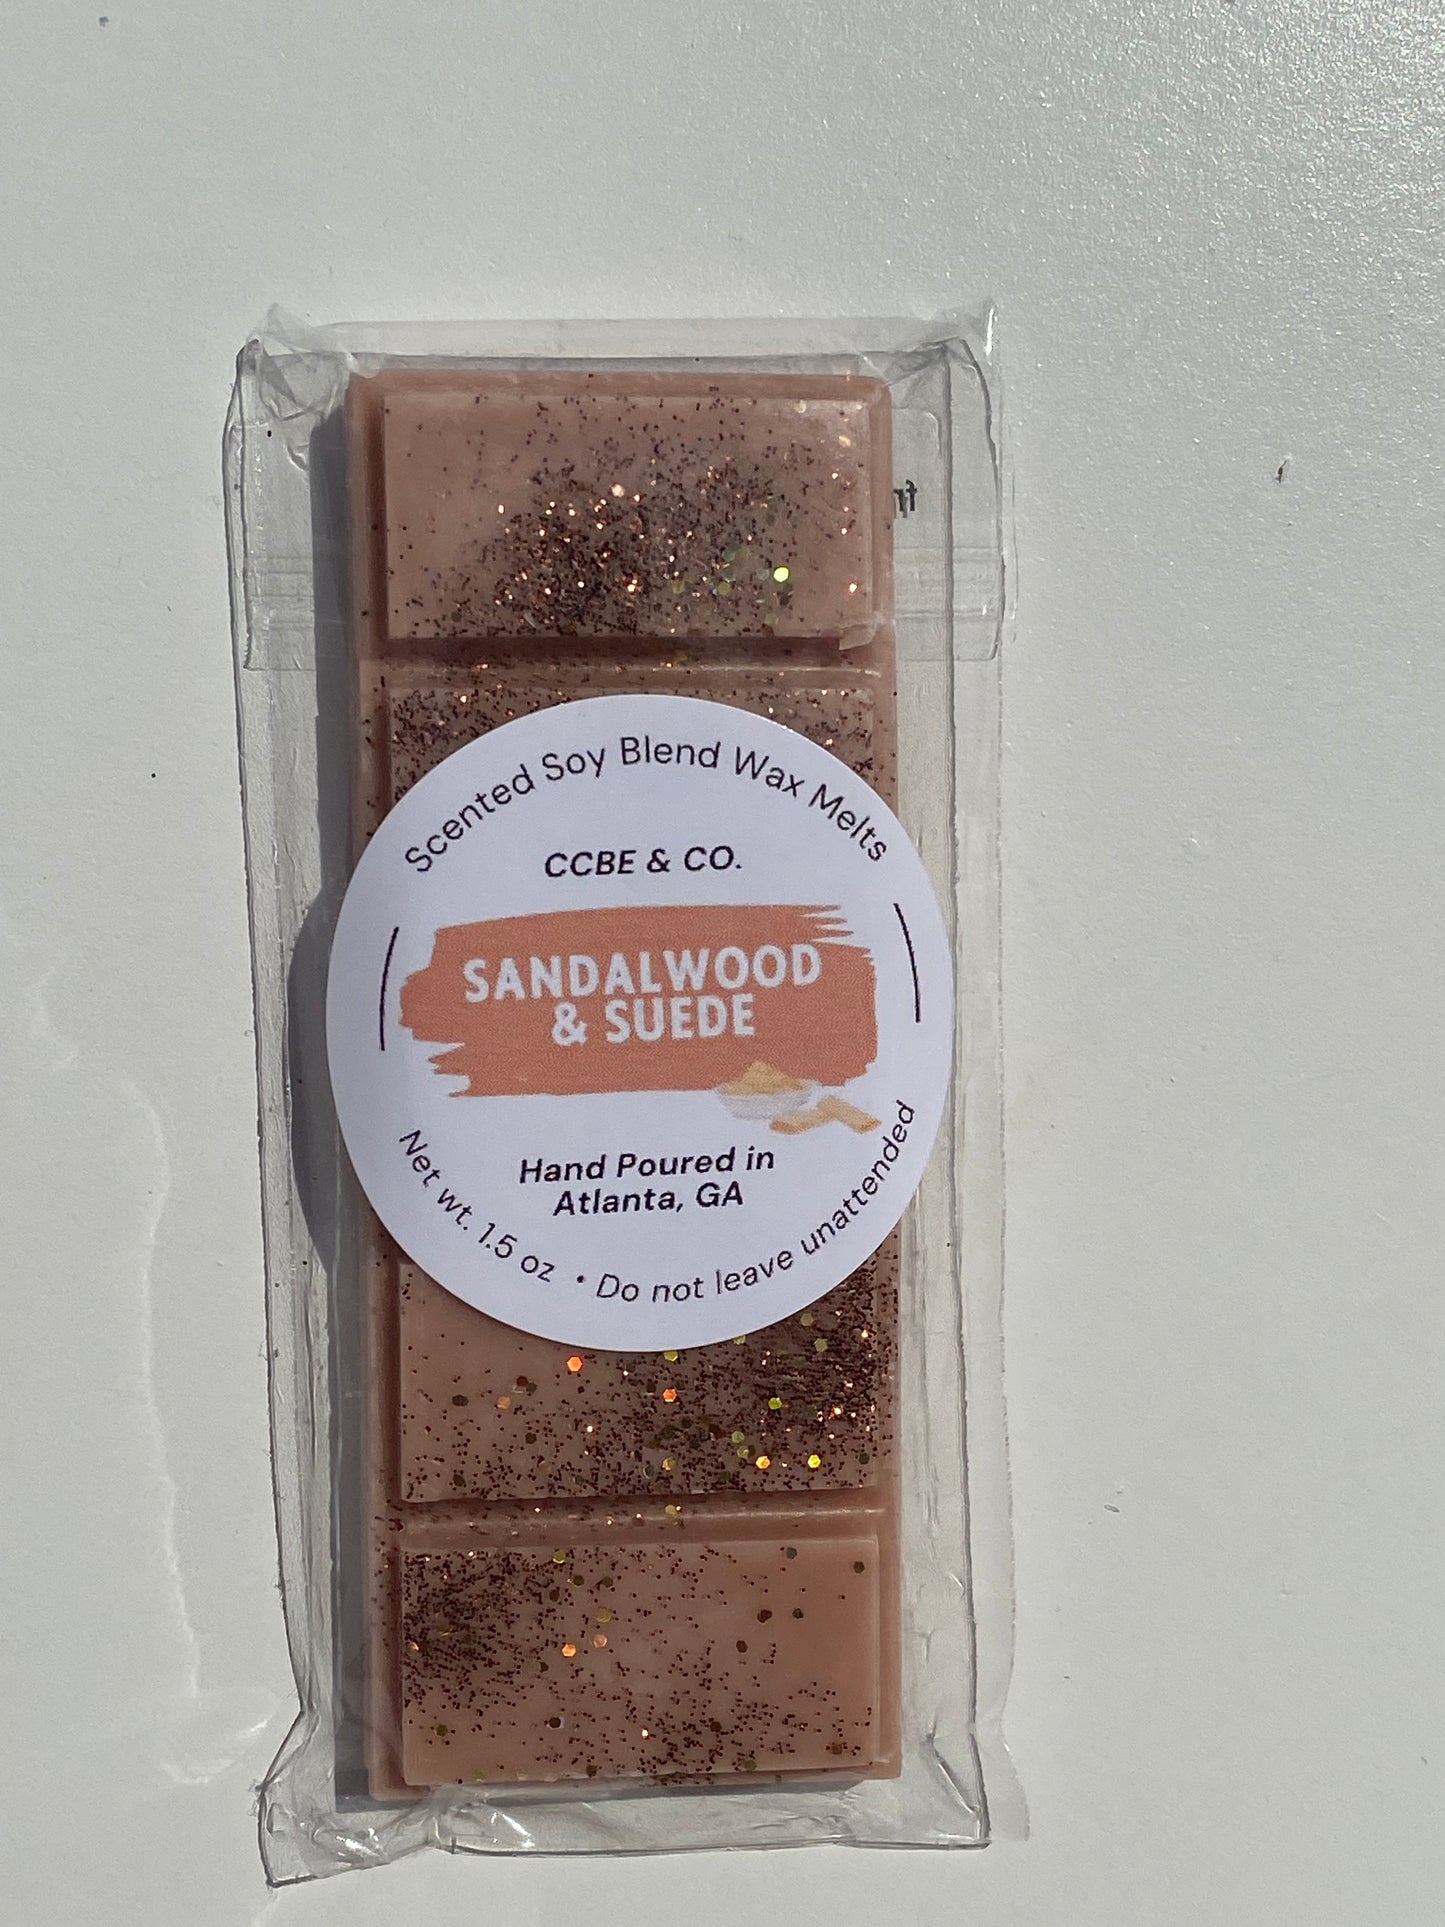 Scented Soy Blend Wax Melts
CCBE & CO.
SANDALWOOD
& SUEDE
Hand Poured in
Atlanta, GA
Net wt. 1.5 oz • Do not leave unattended